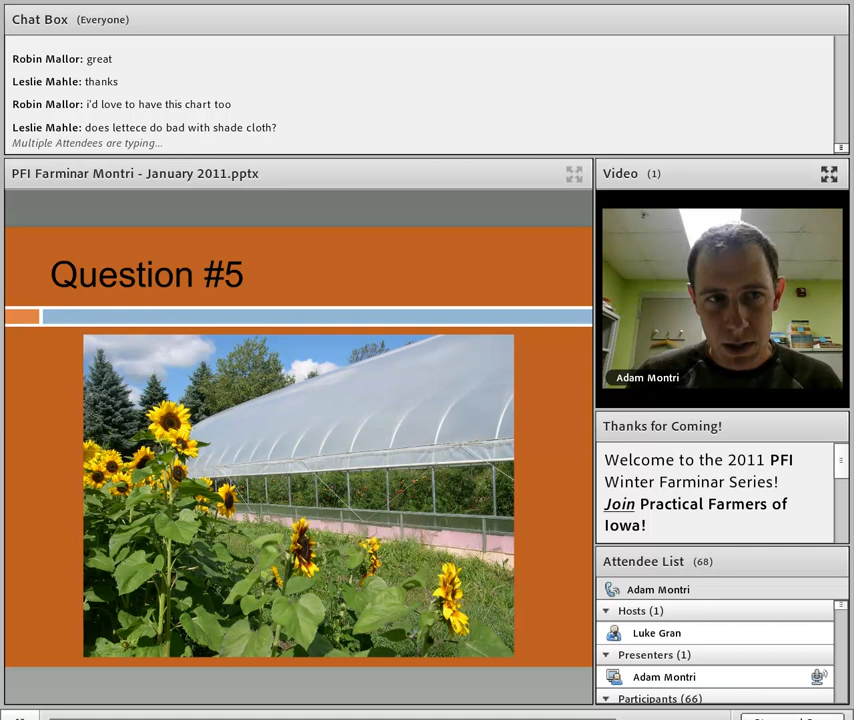 Chat Box (Everyone)
Robin Mallor: great
Leslie Mahle: thanks
Robin Mallor: i'd love to have this chart too
Leslie Mahle: does lettece do bad with shade cloth?
Multiple Attendees are typing...
PFI Farminar Montri - January 2011.pptx
Question #5
Video (1)
Adam Montri
Thanks for Coming!
Welcome to the 2011 PFI
Winter Farminar Series!
Join Practical Farmers of
Iowa!
Attendee List (68)
Adam Montri
Hosts (1)
Luke Gran
Presenters (1)
Adam Montri
Participants (66)